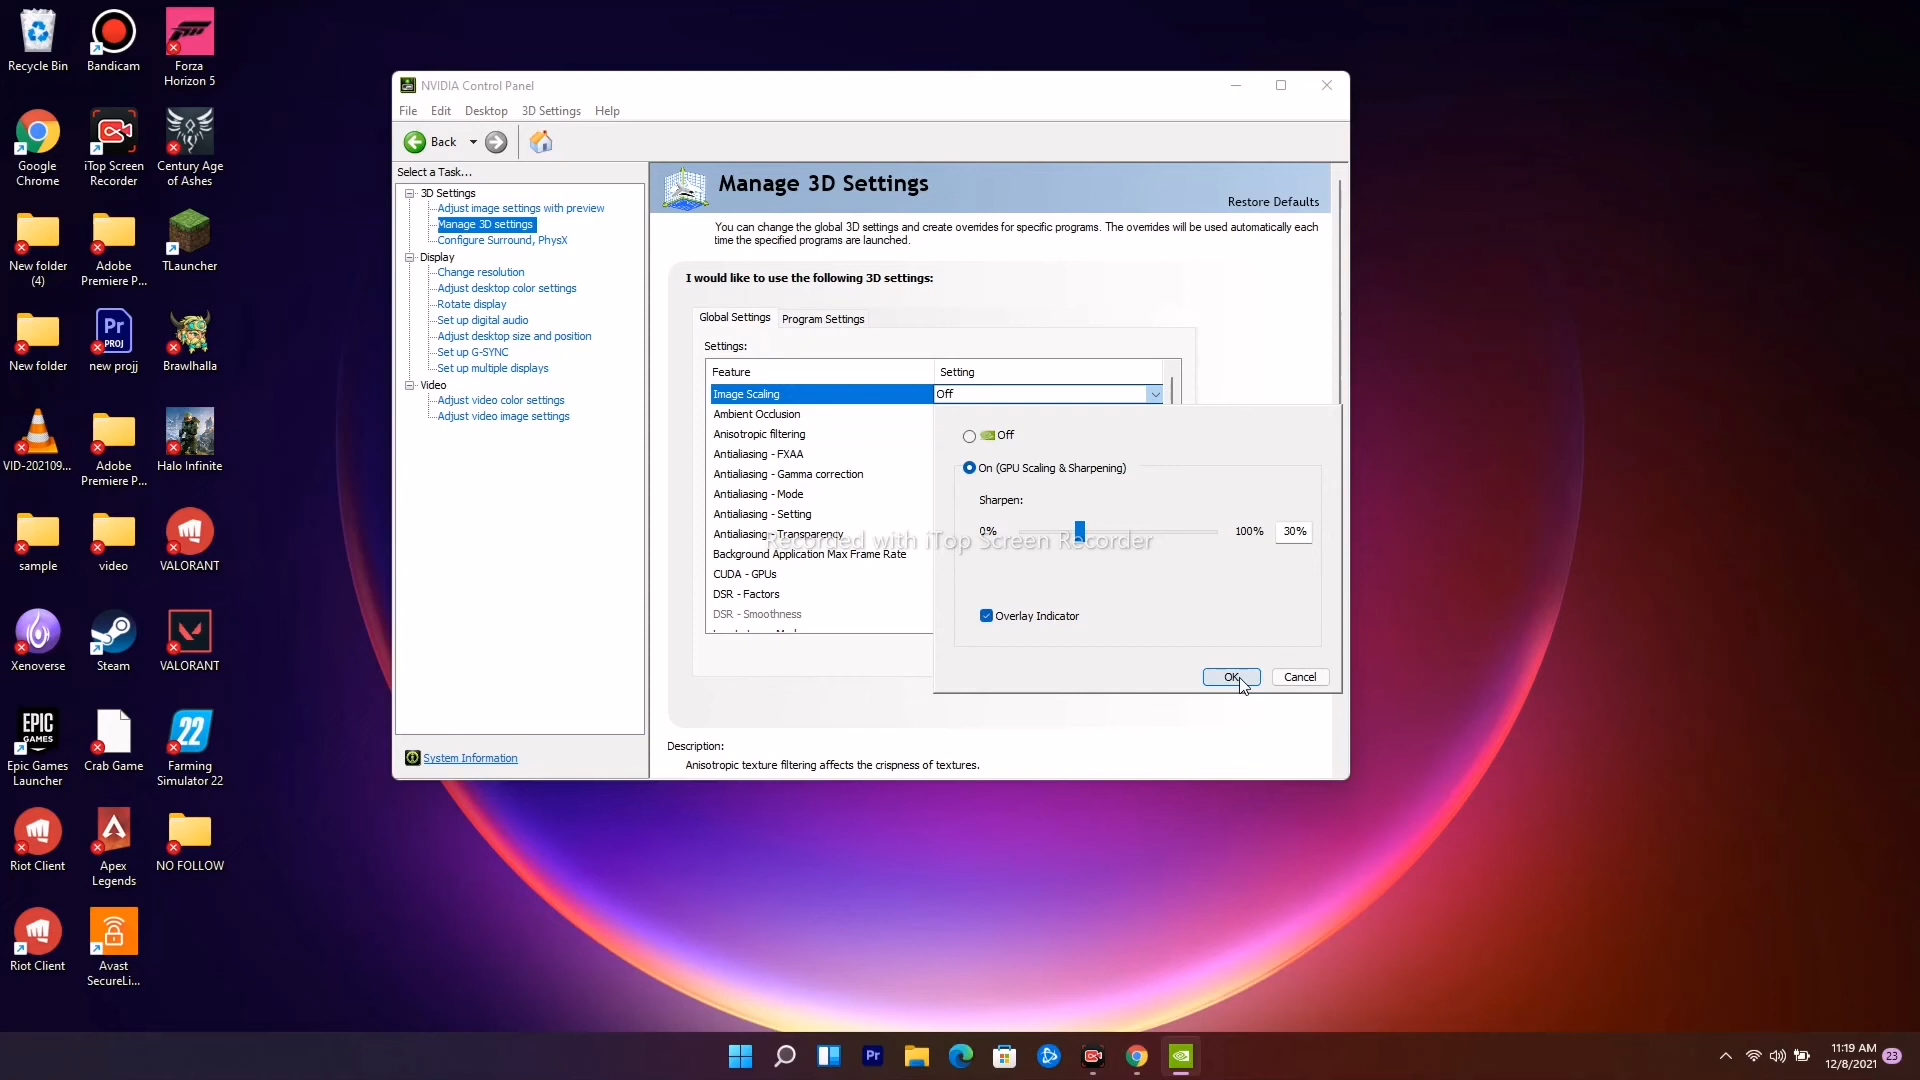 Recycle Bin
Bandicam
Forza
Horizon 5
Google
Chrome
iTop Screen
Recorder
Century Age
of Ashes
New folder
(4)
Adobe
Premiere P...
TLauncher
New folder
Pr
PROJ
new projj
Brawlhalla
VID-202109...
Adobe
Premiere P...
Halo Infinite
sample
video
VALORANT
Xenoverse
Steam
VALORANT
EPIC
GAMES
Epic Games
Launcher
Crab Game
22
Farming
Simulator 22
Riot Client
Apex
Legends
NO FOLLOW
Riot Client
Avast
SecureLi...
NVIDIA Control Panel
File Edit Desktop 3D Settings Help
Back
Select a Task...
3D Settings
Adjust image settings with preview
Manage 3D settings
Configure Surround, PhysX
Display
Change resolution
Adjust desktop color settings
Rotate display
Set up digital audio
Adjust desktop size and position
Set up G-SYNC
Set up multiple displays
Video
Adjust video color settings
Adjust video image settings
System Information
Manage 3D Settings
Restore Defaults
You can change the global 3D settings and create overrides for specific programs. The overrides will be used automatically each
time the specified programs are launched.
I would like to use the following 3D settings:
Global Settings Program Settings
Settings:
Feature Setting
Image Scaling Off
Ambient Occlusion
Anisotropic filtering
Antialiasing - FXAA
Antialiasing - Gamma correction
Antialiasing - Mode
Antialiasing - Setting
Antialiasing - Transparency
Background Application Max Frame Rate
CUDA - GPUs
DSR - Factors
DSR - Smoothness
Off
On (GPU Scaling & Sharpening)
Sharpen:
0% 100% 30%
Overlay Indicator
OK Cancel
Recorded with iTop Screen Recorder
Description:
Anisotropic texture filtering affects the crispness of textures.
Pr
11:19 AM
12/8/2021
23